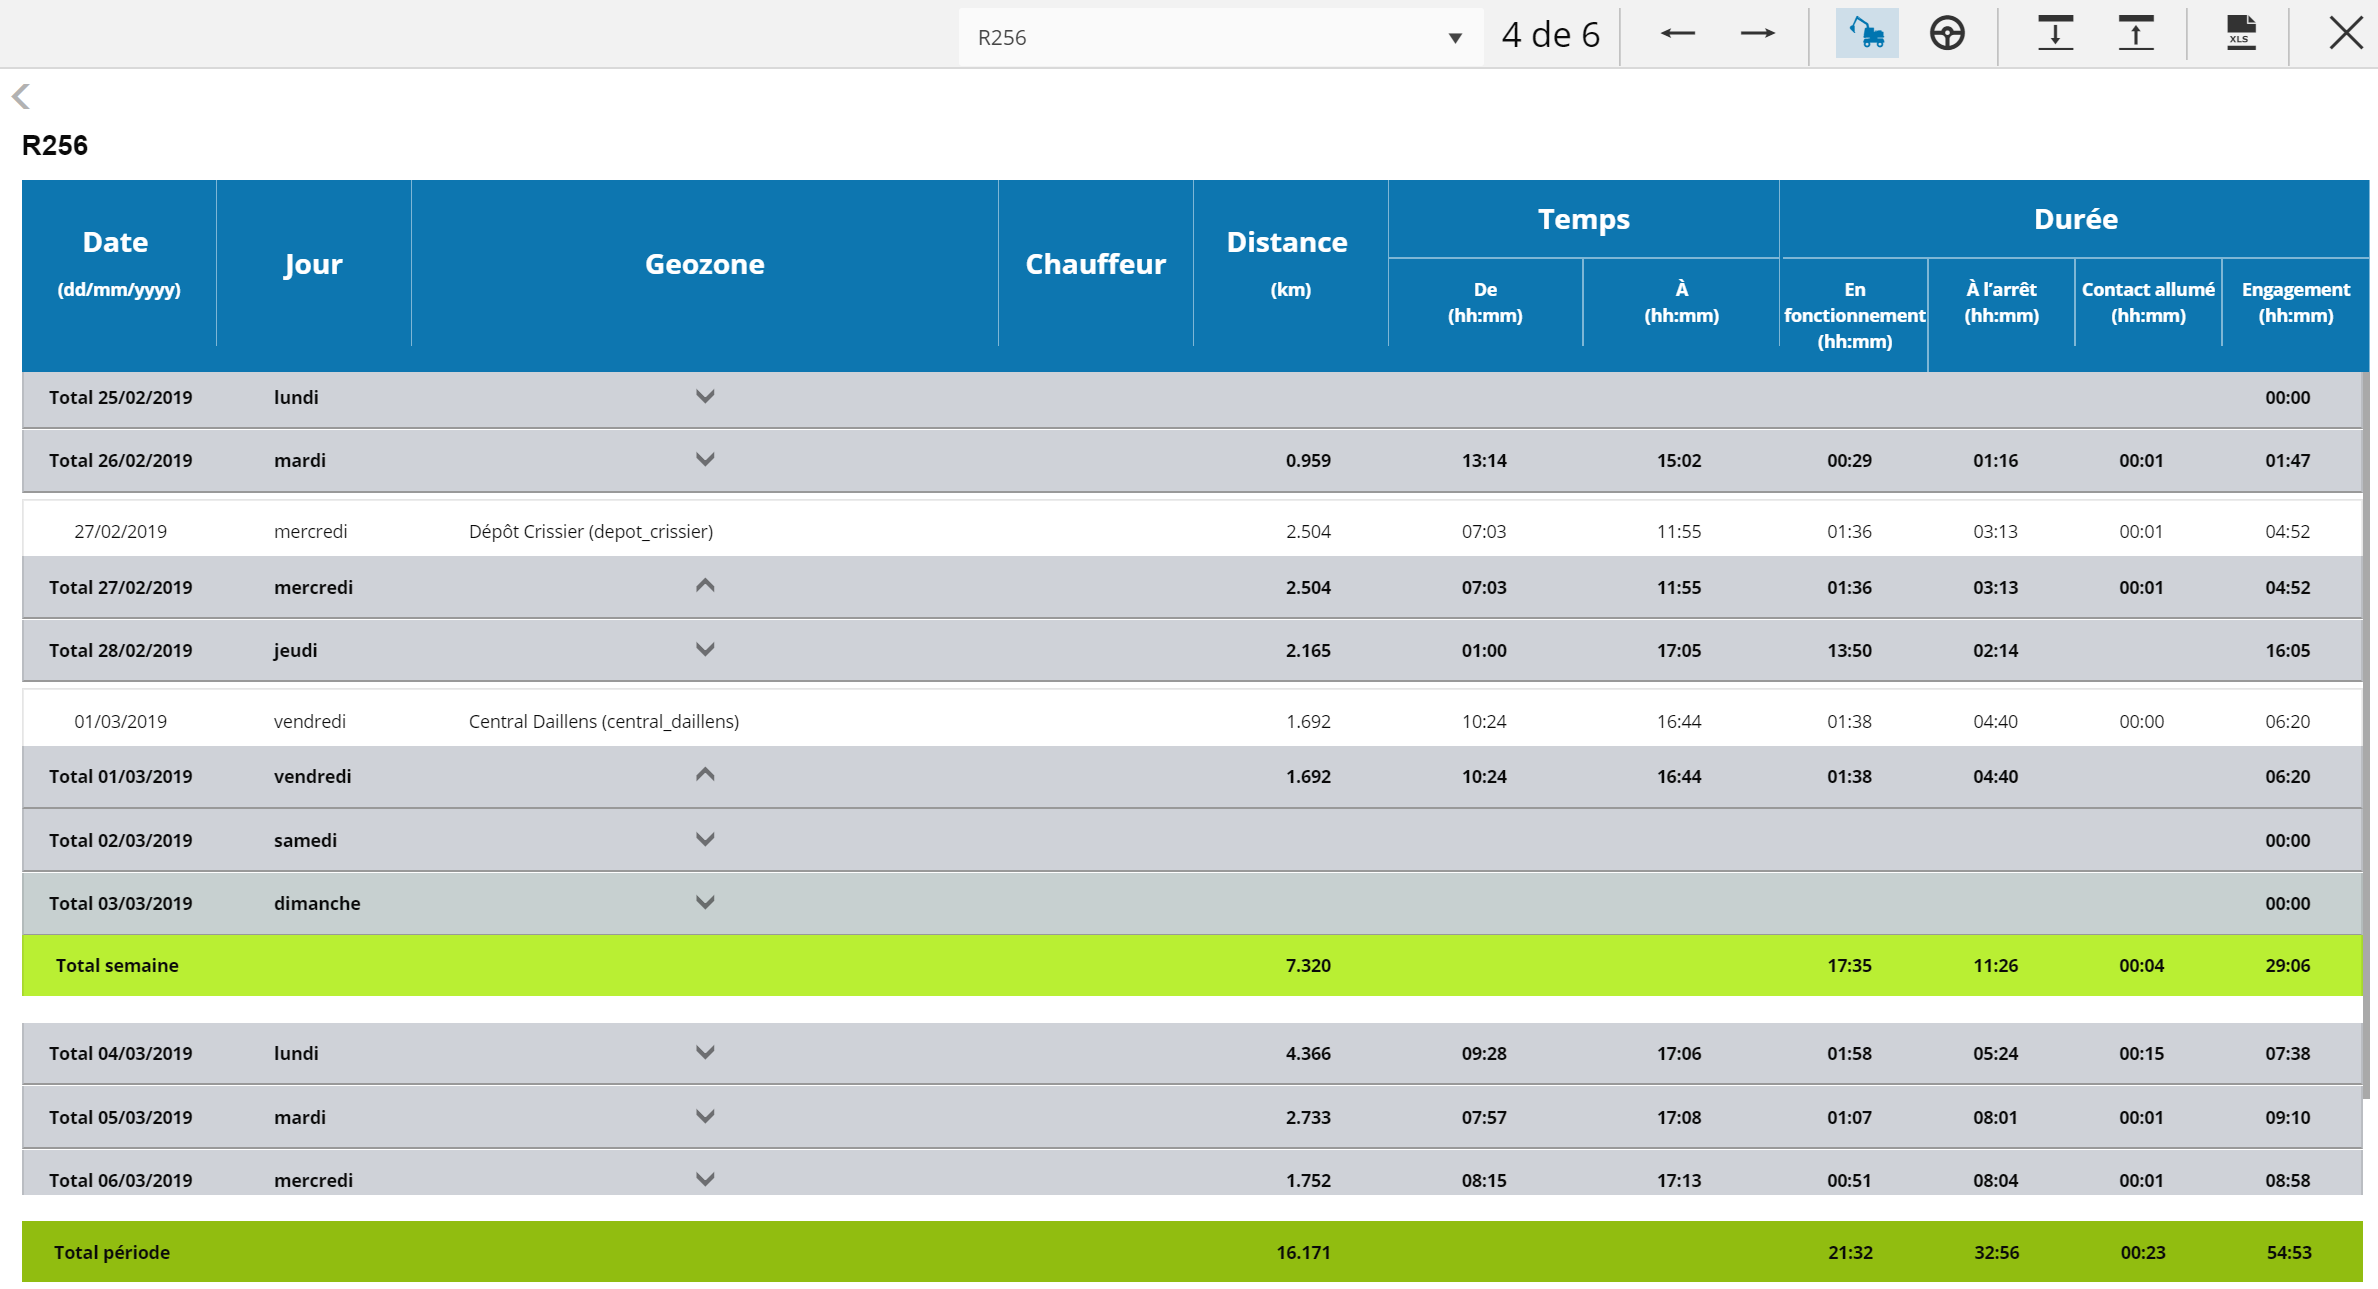 R256
4 de 6
XLS
R256
Date
(dd/mm/yyyy)
Jour
Geozone
Chauffeur
Distance
(km)
Temps
De
(hh:mm)
À
(hh:mm)
Durée
En
fonctionnement
(hh:mm)
À l’arrêt
(hh:mm)
Contact allumé
(hh:mm)
Engagement
(hh:mm)
Total 25/02/2019 lundi 00:00
Total 26/02/2019 mardi 0.959 13:14 15:02 00:29 01:16 00:01 01:47
27/02/2019 mercredi Dépôt Crissier (depot_crissier) 2.504 07:03 11:55 01:36 03:13 00:01 04:52
Total 27/02/2019 mercredi 2.504 07:03 11:55 01:36 03:13 00:01 04:52
Total 28/02/2019 jeudi 2.165 01:00 17:05 13:50 02:14 16:05
01/03/2019 vendredi Central Daillens (central_daillens) 1.692 10:24 16:44 01:38 04:40 00:00 06:20
Total 01/03/2019 vendredi 1.692 10:24 16:44 01:38 04:40 06:20
Total 02/03/2019 samedi 00:00
Total 03/03/2019 dimanche 00:00
Total semaine 7.320 17:35 11:26 00:04 29:06
Total 04/03/2019 lundi 4.366 09:28 17:06 01:58 05:24 00:15 07:38
Total 05/03/2019 mardi 2.733 07:57 17:08 01:07 08:01 00:01 09:10
Total 06/03/2019 mercredi 1.752 08:15 17:13 00:51 08:04 00:01 08:58
Total période 16.171 21:32 32:56 00:23 54:53